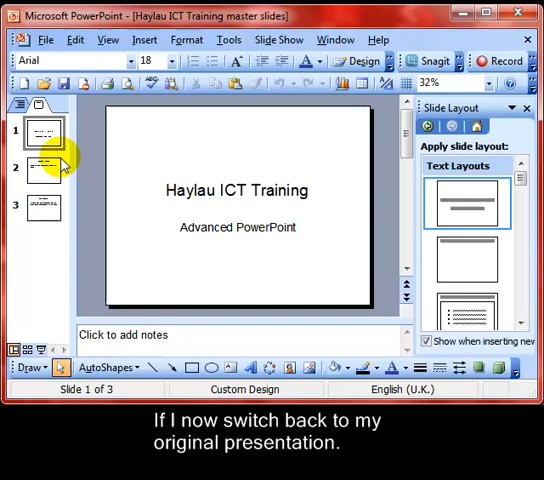 Microsoft PowerPoint - [Haylau ICT Training master slides]
File Edit View Insert Format Tools Slide Show Window Help
Arial 18 B I A Design Snagit Record
32%
Slide Layout
Apply slide layout:
Text Layouts
1
2
3
Haylau ICT Training
Advanced PowerPoint
Show when inserting new
Click to add notes
Draw AutoShapes
Slide 1 of 3 Custom Design English (U.K.)
If I now switch back to my
original presentation.